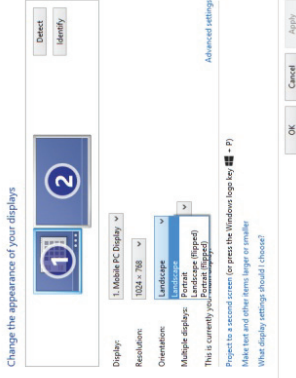 Change the appearance of your displays
1
2
Detect
Identify
Display: 1. Mobile PC Display
Resolution: 1024 × 768
Orientation: Landscape
Landscape
Portrait
Landscape (flipped)
Portrait (flipped)
Multiple displays:
This is currently your
Advanced settings
Project to a second screen (or press the Windows logo key + P)
Make text and other items larger or smaller
What display settings should I choose?
OK Cancel Apply